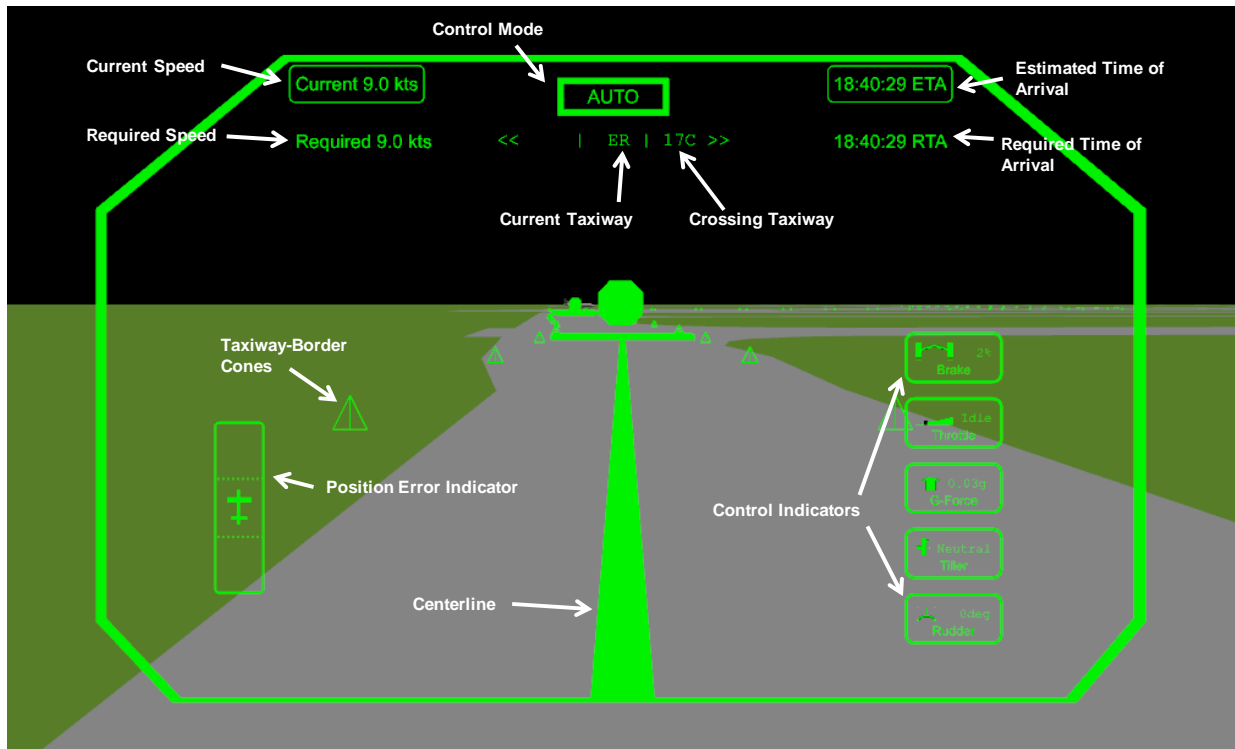 Control Mode
Current Speed
Current 9.0 kts
AUTO
18:40:29 ETA
Estimated Time of
Arrival
Required Speed
Required 9.0 kts
<< | ER | 17C >>
18:40:29 RTA
Required Time of
Arrival
Current Taxiway
Crossing Taxiway
Taxiway-Border
Cones
2%
Brake
Idle
Throttle
Position Error Indicator
0.03g
G-Force
Control Indicators
Neutral
Tiller
Centerline
0deg
Rudder